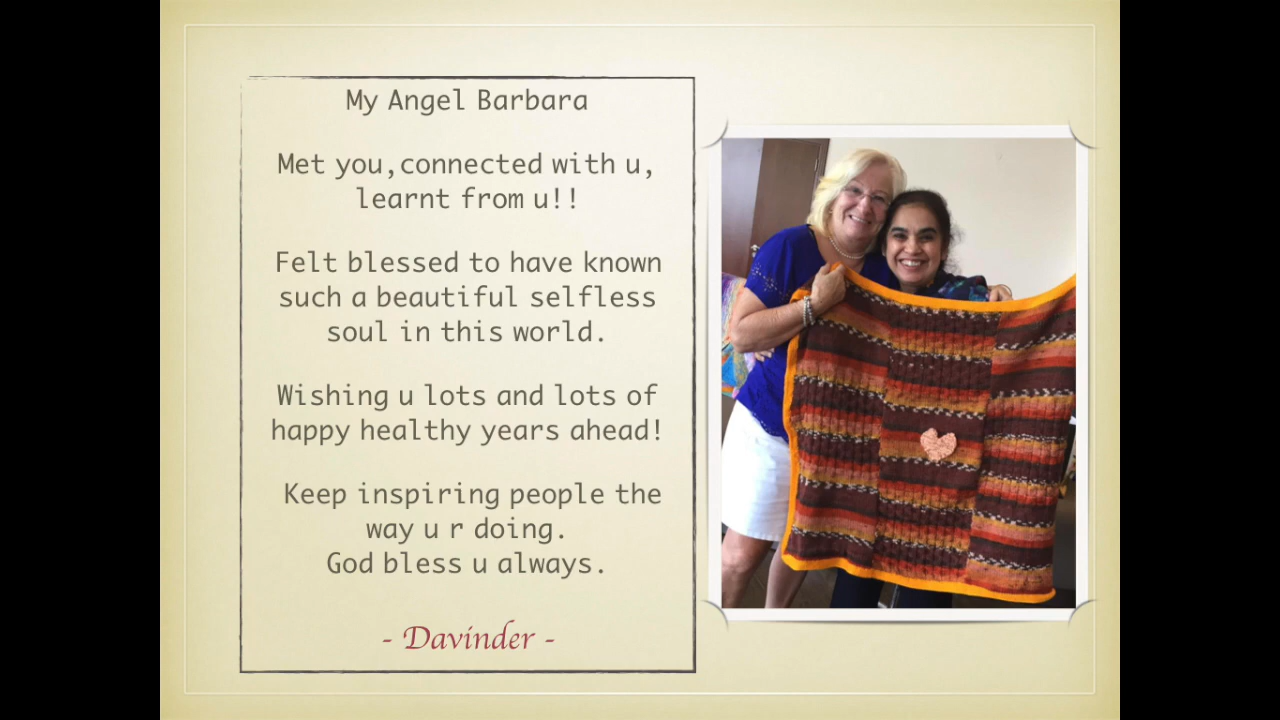 My Angel Barbara
Met you,connected with u,
learnt from u!!
Felt blessed to have known
such a beautiful selfless
soul in this world.
Wishing u lots and lots of
happy healthy years ahead!
Keep inspiring people the
way u r doing.
God bless u always.
- Davinder -